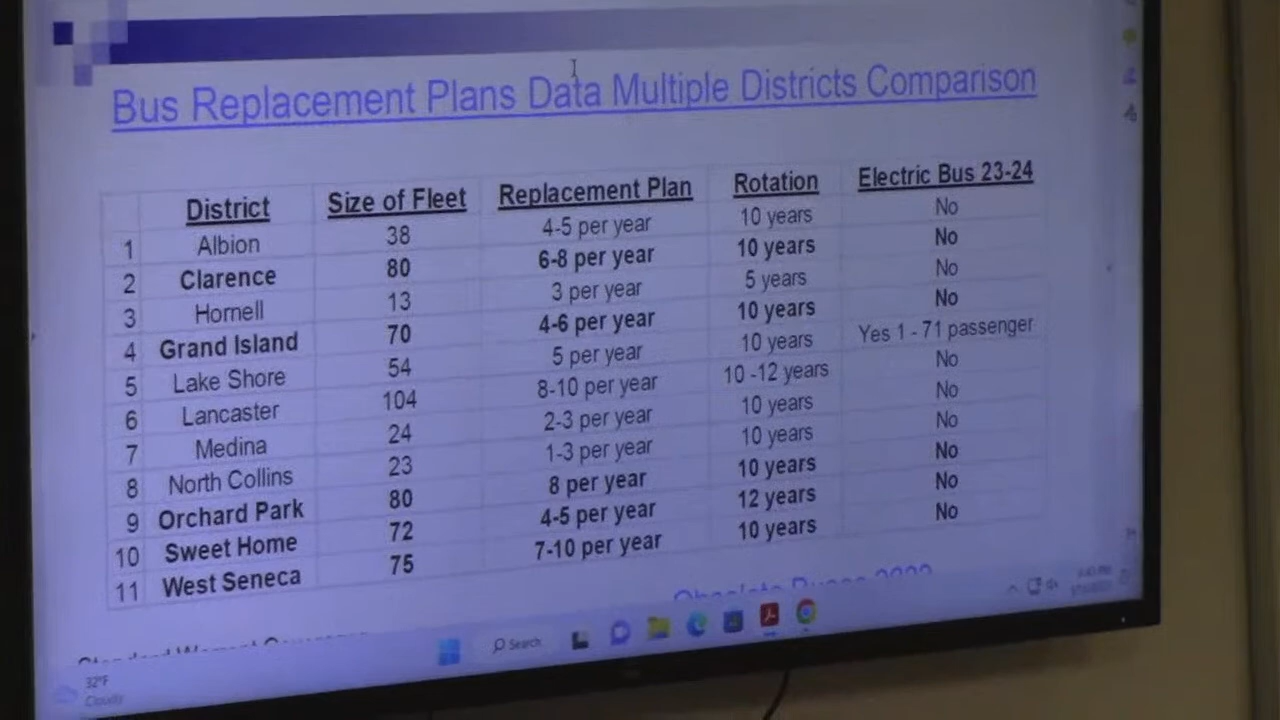 Bus Replacement Plans Data Multiple Districts Comparison
District Size of Fleet Replacement Plan Rotation Electric Bus 23-24
1 Albion 38 4-5 per year 10 years No
2 Clarence 80 6-8 per year 10 years No
3 Hornell 13 3 per year 5 years No
4 Grand Island 70 4-6 per year 10 years No
5 Lake Shore 54 5 per year 10 years Yes 1 - 71 passenger
6 Lancaster 104 8-10 per year 10 -12 years No
7 Medina 24 2-3 per year 10 years No
8 North Collins 23 1-3 per year 10 years No
9 Orchard Park 80 8 per year 10 years No
10 Sweet Home 72 4-5 per year 12 years No
11 West Seneca 75 7-10 per year 10 years No
Search
32°F
Cloudy